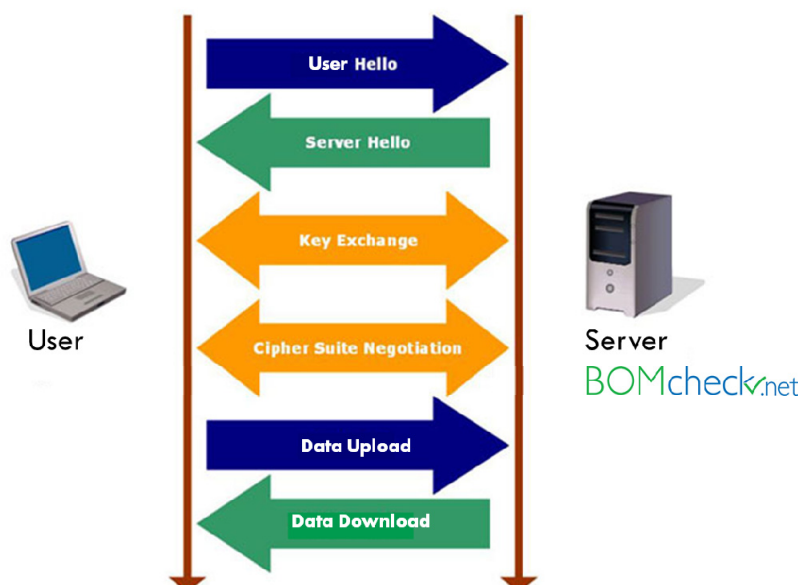 User Hello
Server Hello
Key Exchange
Cipher Suite Negotiation
Data Upload
Data Download
User
Server
BOMcheck.net